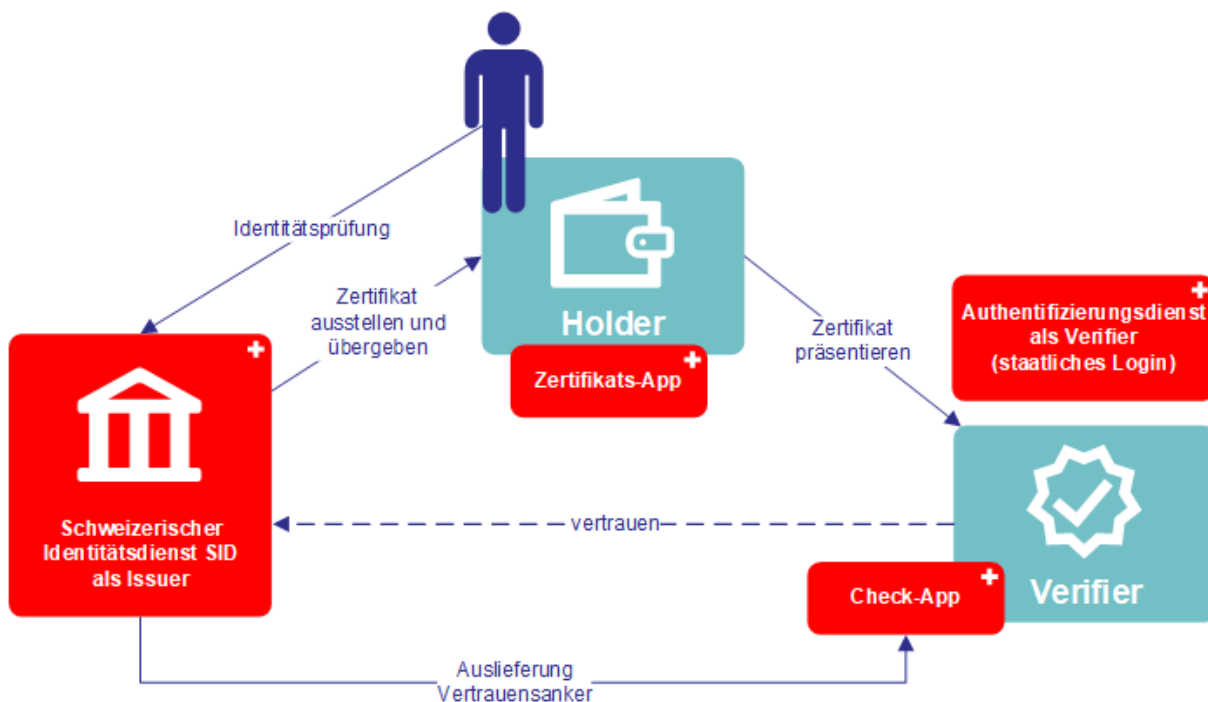 Identitätsprüfung
Zertifikat
ausstellen und
übergeben
Holder
Zertifikats-App
Zertifikat
präsentieren
Authentifizierungsdienst
als Verifier
(staatliches Login)
Schweizerischer
Identitätsdienst SID
als Issuer
vertrauen
Check-App
Verifier
Auslieferung
Vertrauensanker